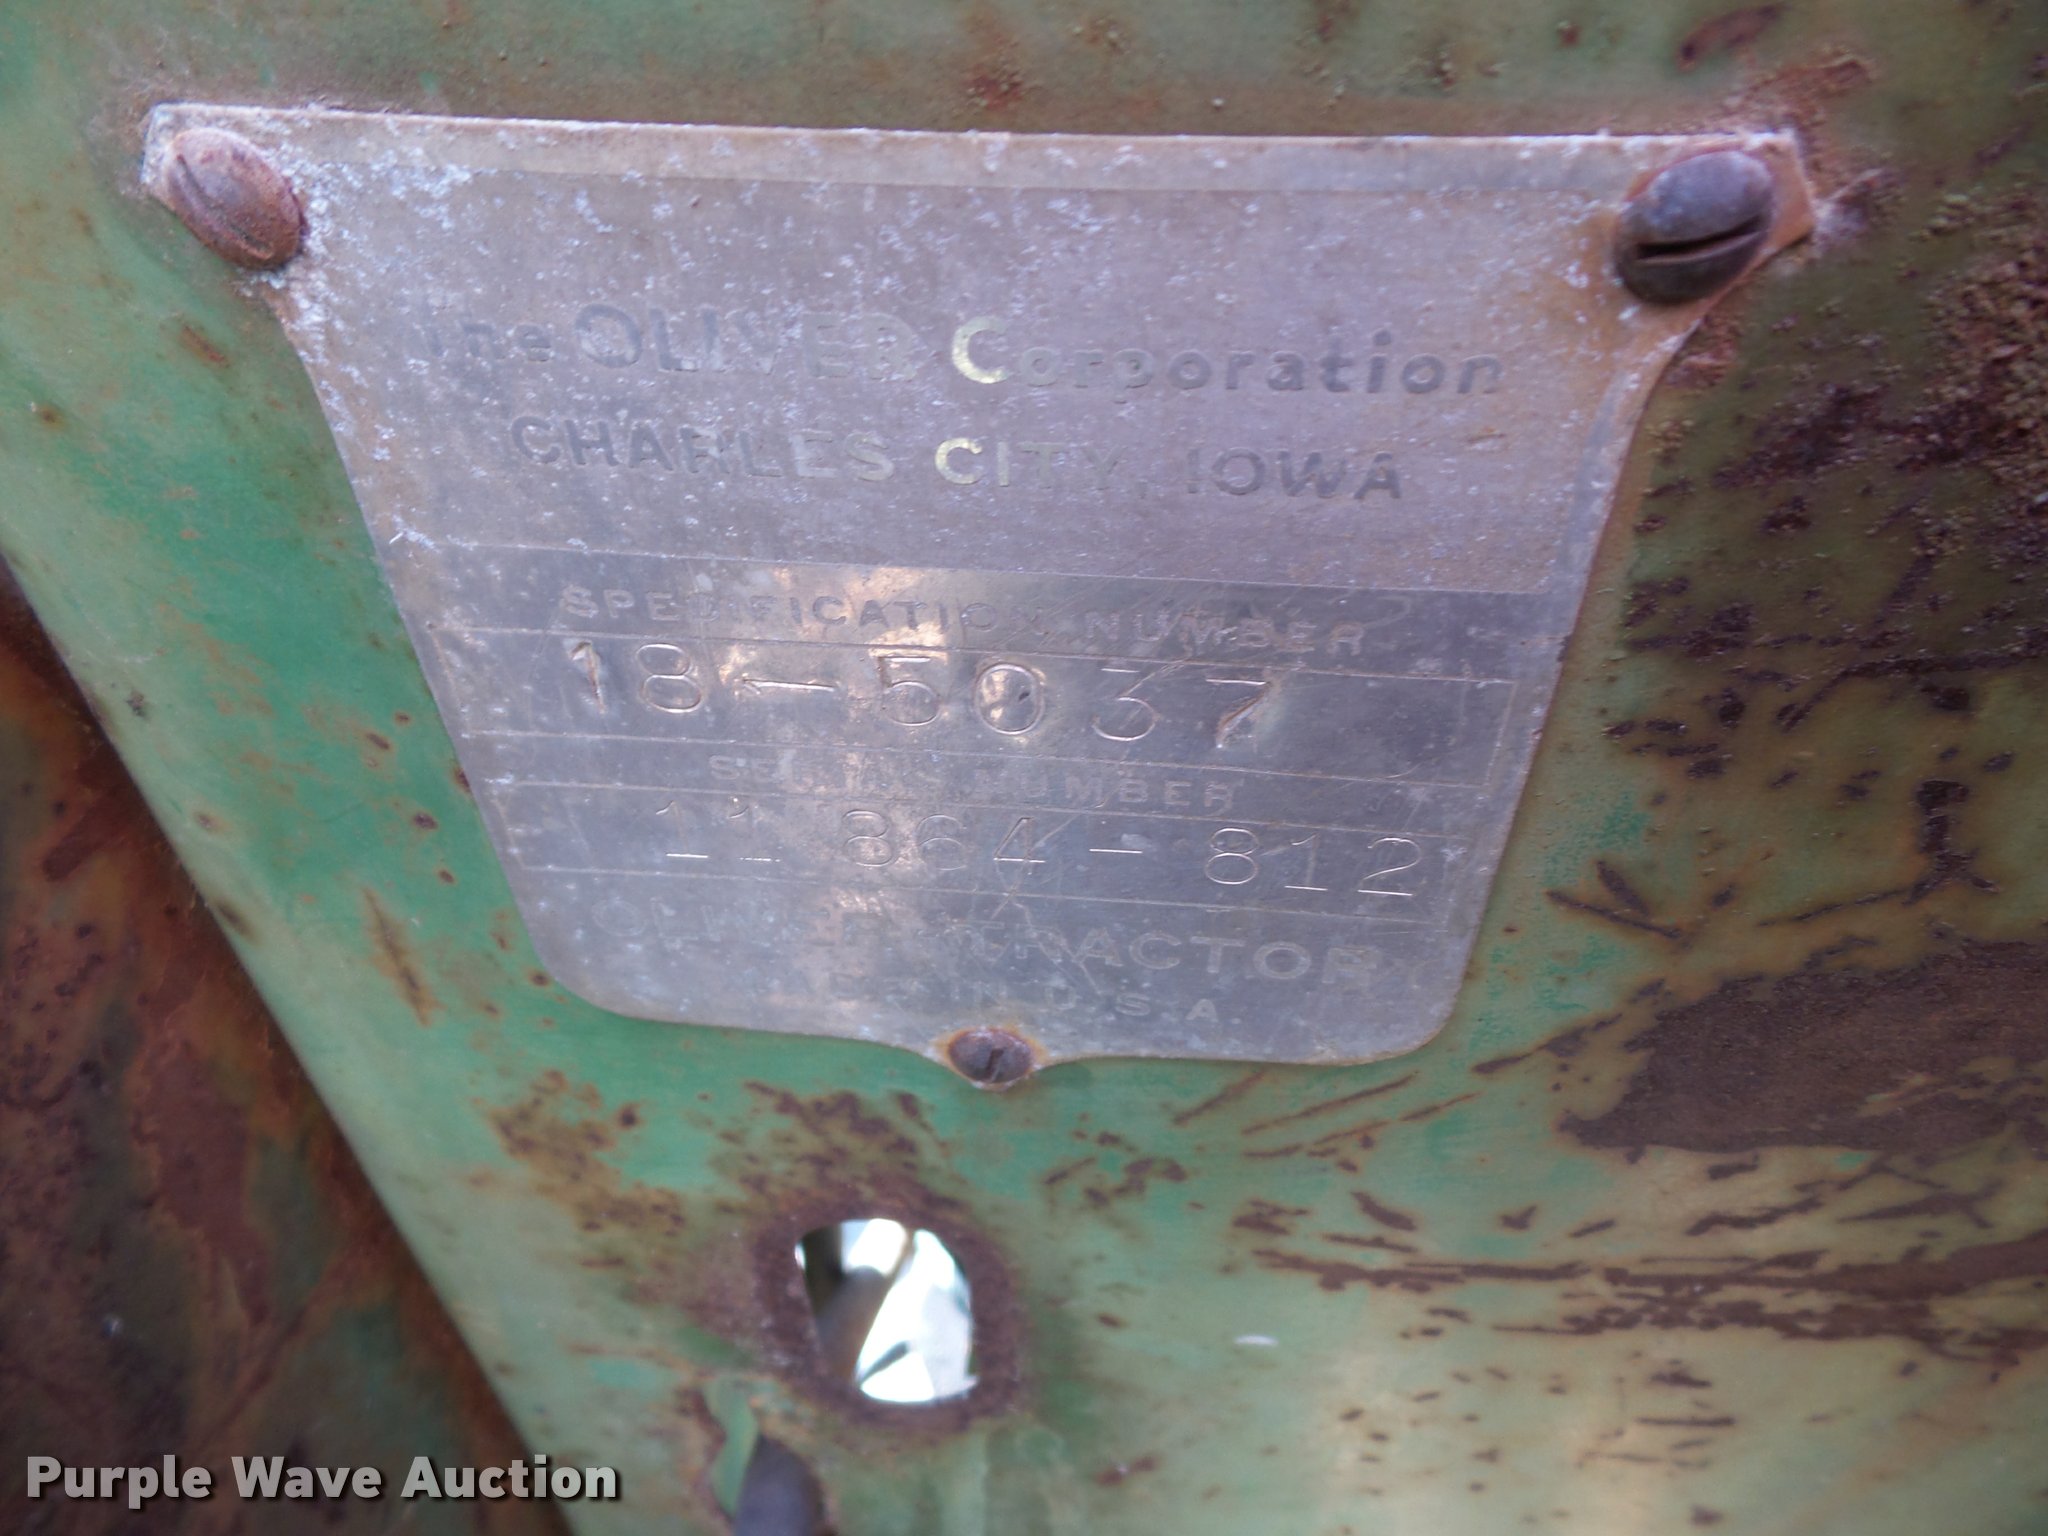 The OLIVER Corporation
CHARLES CITY, IOWA
SPECIFICATION NUMBER
18-5037
SERIAL NUMBER
11 864-812
OLIVER TRACTOR
MADE IN U.S.A.
Purple Wave Auction